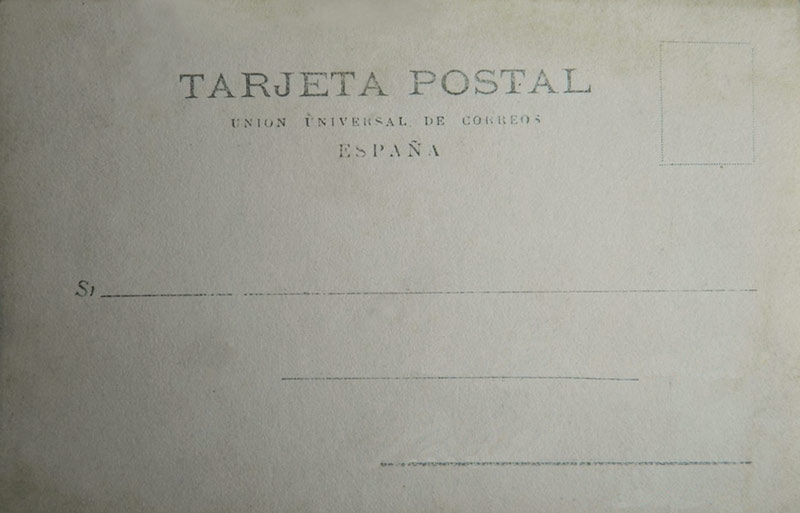 TARJETA POSTAL
UNION UNIVERSAL DE CORREOS
ESPAÑA
Sr